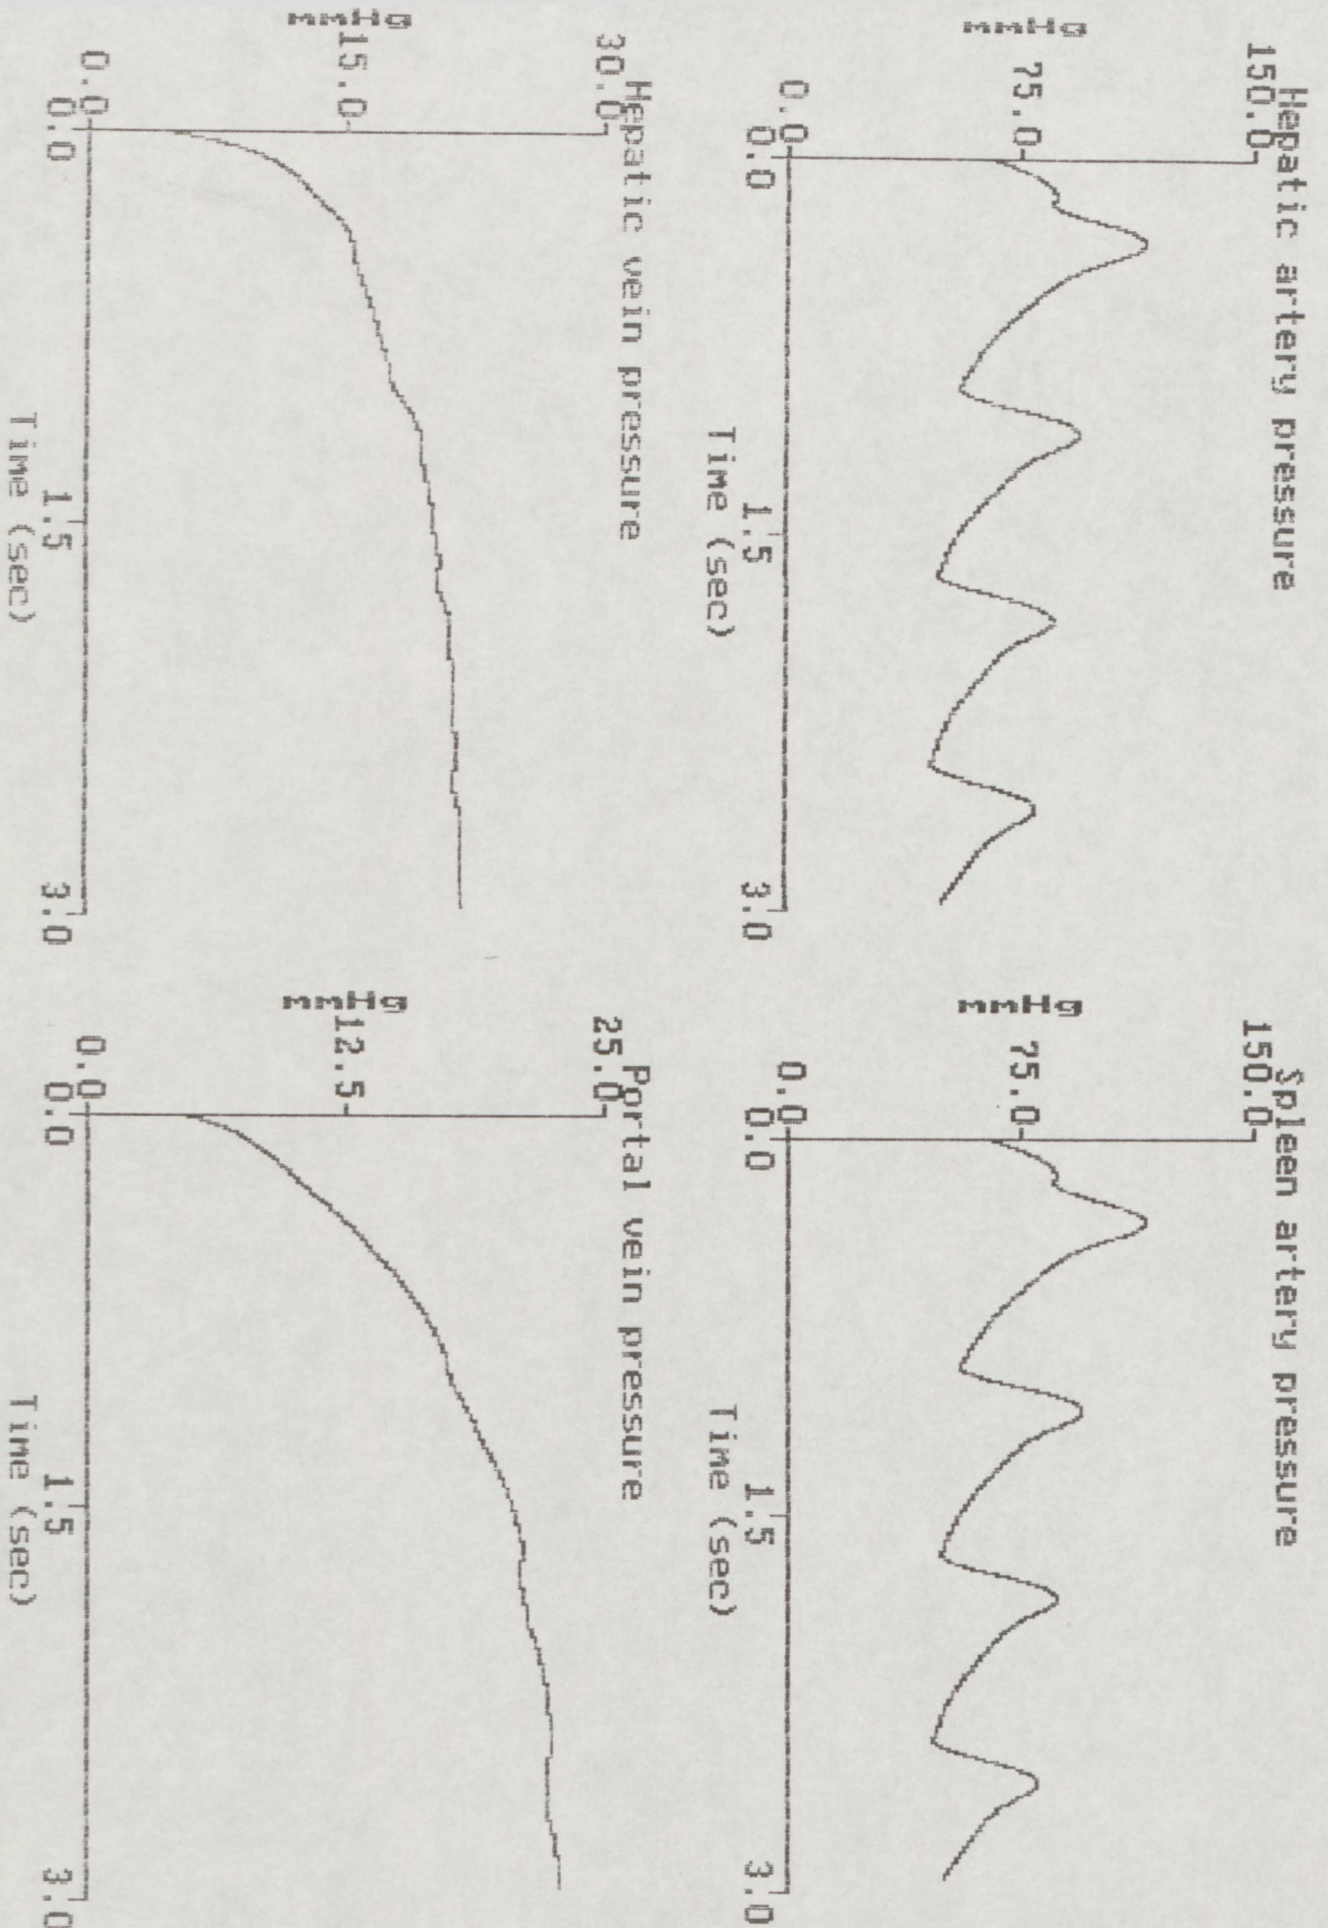 Hepatic artery pressure
150.0
mmHg
75.0
0.0
0.0
1.5
3.0
Time (sec)
Spleen artery pressure
150.0
mmHg
75.0
0.0
0.0
1.5
3.0
Time (sec)
Hepatic vein pressure
30.0
mmHg
15.0
0.0
0.0
1.5
3.0
Time (sec)
Portal vein pressure
25.0
mmHg
12.5
0.0
0.0
1.5
3.0
Time (sec)